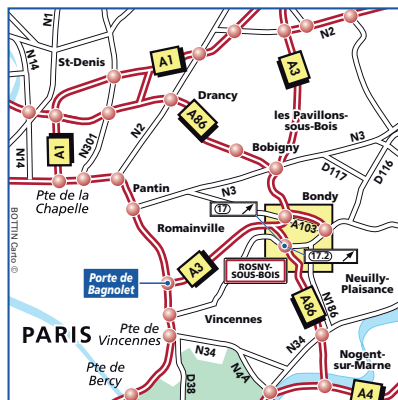 N1
N2
N14
St-Denis
A1
A3
Drancy
les Pavillons-
sous-Bois
A86
N2
N301
A1
N14
N3
Bobigny
D117
D116
Pte de la
Chapelle
Pantin
N3
Bondy
17
A103
Romainville
17.2
BOTTIN Carto ©
Porte de
Bagnolet
A3
ROSNY-
SOUS-BOIS
Neuilly-
Plaisance
A86
N186
PARIS
Pte de
Vincennes
Vincennes
N34
N34
Nogent-
sur-Marne
Pte de
Bercy
D38
N4A
A4